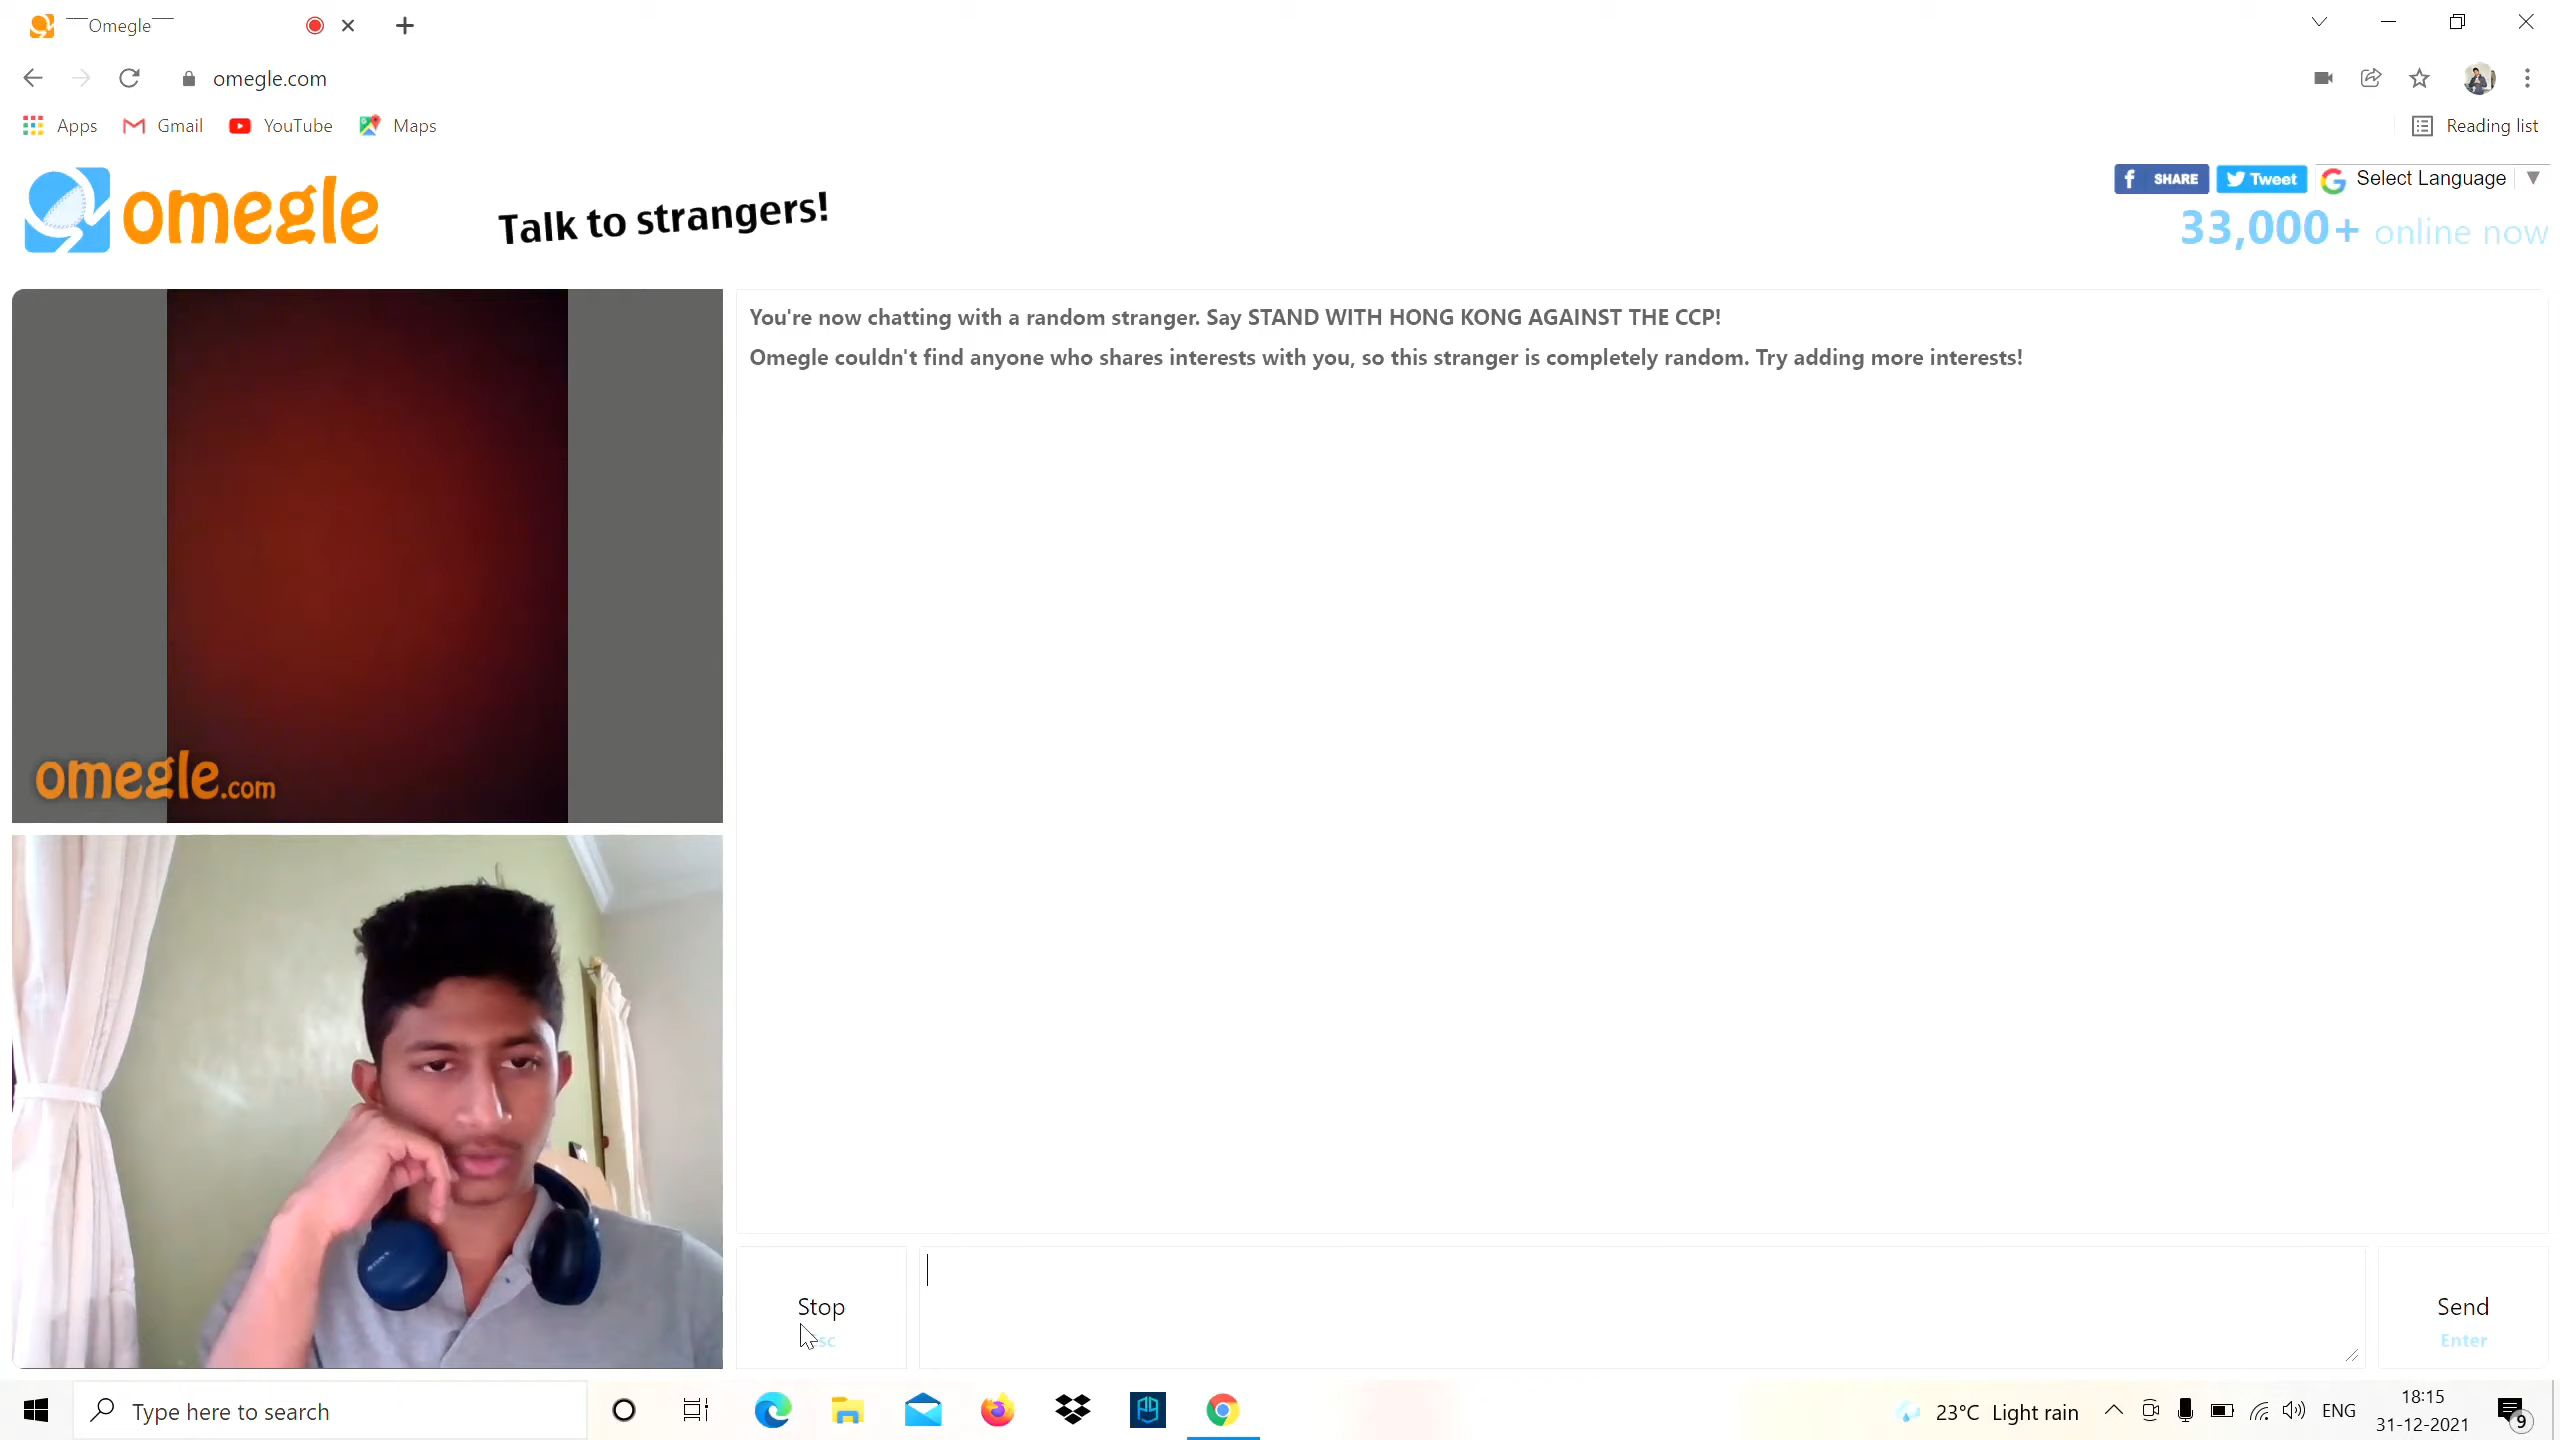 Omegle
omegle.com
Apps
Gmail
YouTube
Maps
Reading list
omegle
Talk to strangers!
f SHARE
Tweet
G Select Language ▼
33,000+ online now
You're now chatting with a random stranger. Say STAND WITH HONG KONG AGAINST THE CCP!
Omegle couldn't find anyone who shares interests with you, so this stranger is completely random. Try adding more interests!
omegle.com
SONY
Stop
Send
Enter
Type here to search
23°C Light rain
ENG
18:15
31-12-2021
9